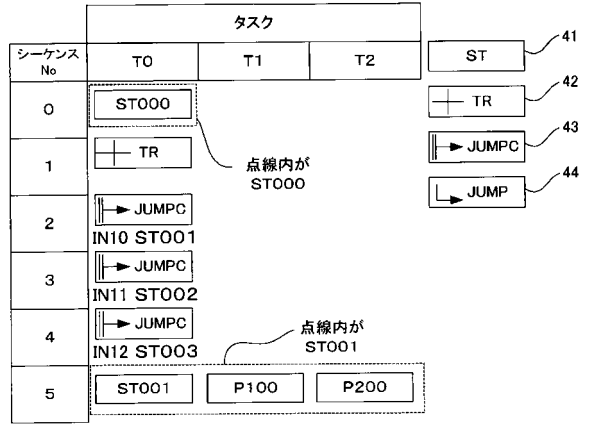 タスク
シーケンス
No
T0
T1
T2
ST
41
0
ST000
TR
42
1
TR
点線内が
ST000
JUMPC
43
JUMP
44
2
JUMPC
IN10 ST001
3
JUMPC
IN11 ST002
4
JUMPC
IN12 ST003
点線内が
ST001
5
ST001
P100
P200